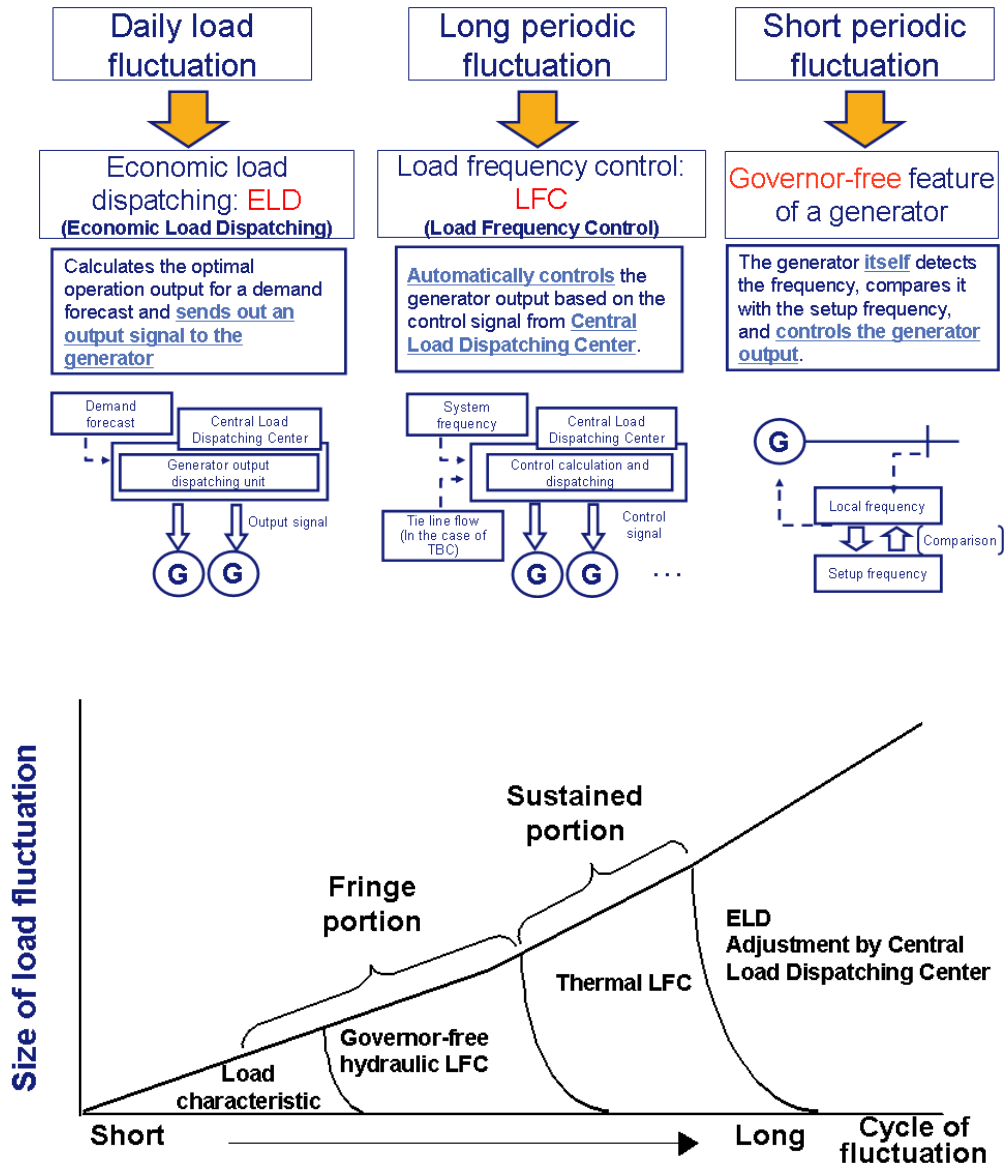 Daily load
fluctuation
Long periodic
fluctuation
Short periodic
fluctuation
Economic load
dispatching: ELD
(Economic Load Dispatching)
Load frequency control:
LFC
(Load Frequency Control)
Governor-free feature
of a generator
Calculates the optimal
operation output for a demand
forecast and sends out an
output signal to the
generator
Automatically controls the
generator output based on the
control signal from Central
Load Dispatching Center.
The generator itself detects
the frequency, compares it
with the setup frequency,
and controls the generator
output.
Demand
forecast
Central Load
Dispatching Center
Generator output
dispatching unit
Output signal
G
G
System
frequency
Central Load
Dispatching Center
Control calculation and
dispatching
Tie line flow
(In the case of
TBC)
Control
signal
G
G
...
G
Local frequency
(Comparison)
Setup frequency
Size of load fluctuation
Sustained
portion
Fringe
portion
ELD
Adjustment by Central
Load Dispatching Center
Thermal LFC
Governor-free
hydraulic LFC
Load
characteristic
Short
Long
Cycle of
fluctuation